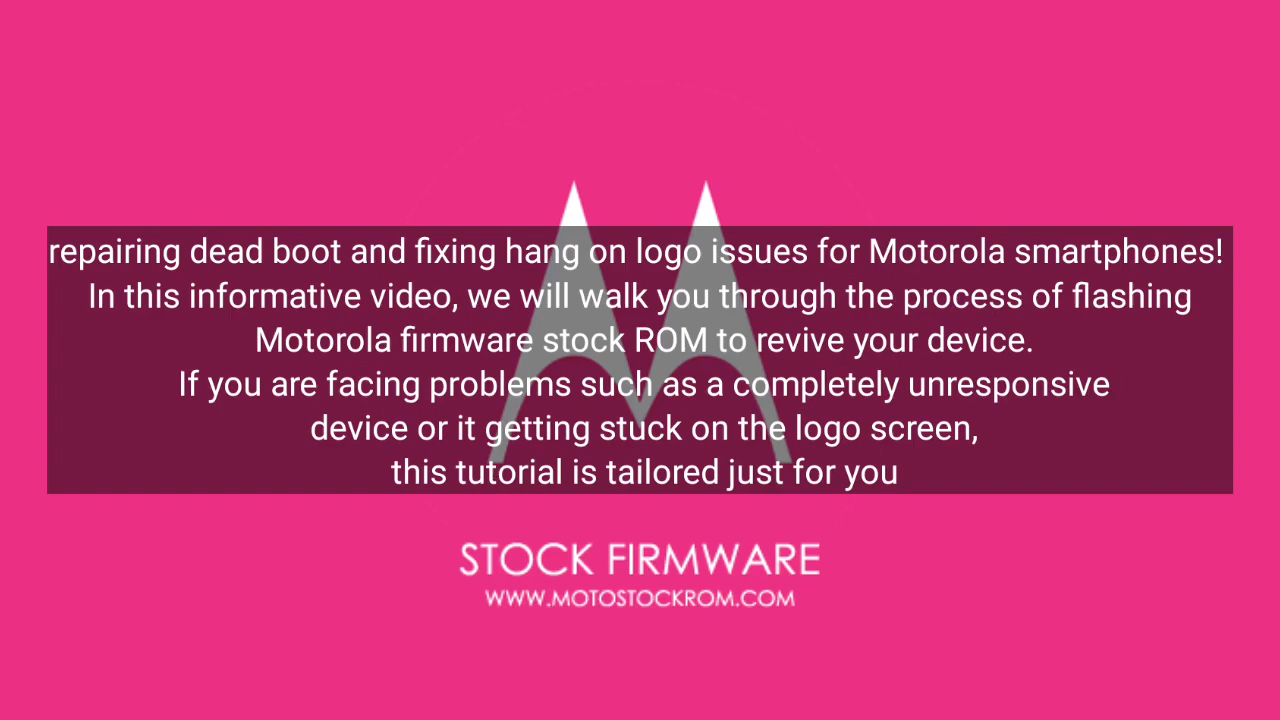 repairing dead boot and fixing hang on logo issues for Motorola smartphones!
In this informative video, we will walk you through the process of flashing
Motorola firmware stock ROM to revive your device.
If you are facing problems such as a completely unresponsive
device or it getting stuck on the logo screen,
this tutorial is tailored just for you
STOCK FIRMWARE
WWW.MOTOSTOCKROM.COM